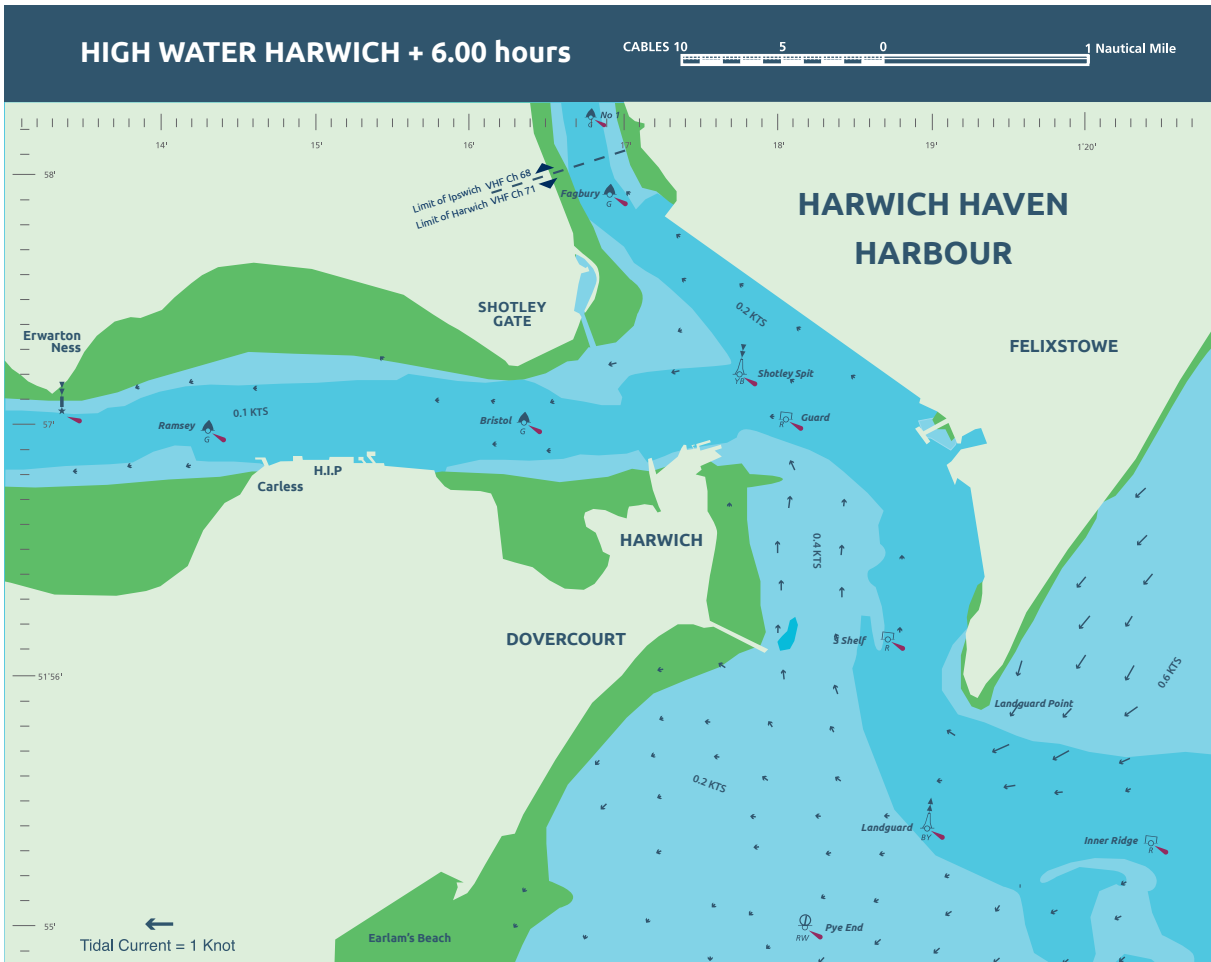 HIGH WATER HARWICH + 6.00 hours
CABLES 10 5 0 1 Nautical Mile
14' 15' 16' 17' 18' 19' 1'20'
No 1
G
58'
Limit of Ipswich VHF Ch 68
Limit of Harwich VHF Ch 71
Fagbury
G
HARWICH HAVEN
HARBOUR
SHOTLEY
GATE
0.2 KTS
Erwarton
Ness
FELIXSTOWE
Shotley Spit
YB
0.1 KTS
Ramsey
G
Bristol
G
Guard
R
57'
H.I.P
Carless
HARWICH
0.4 KTS
DOVERCOURT
S Shelf
R
51'56'
0.6 KTS
Landguard Point
0.2 KTS
Landguard
BY
Inner Ridge
R
55'
Pye End
RW
Earlam's Beach
Tidal Current = 1 Knot